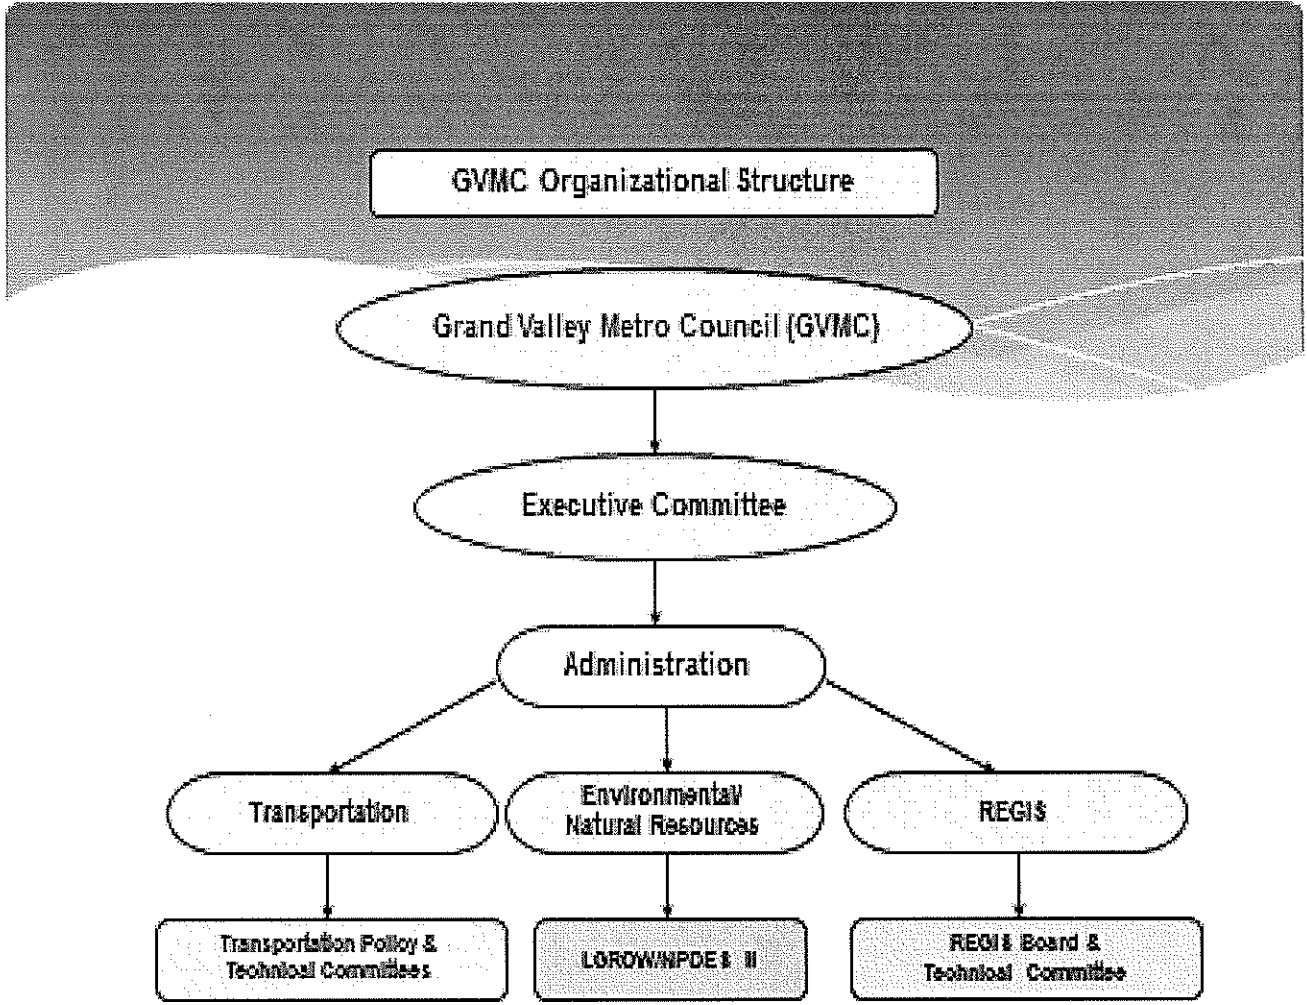 GVMC Organizational Structure
Grand Valley Metro Council (GVMC)
Executive Committee
Administration
Transportation
Environmental/
Natural Resources
REGIS
Transportation Policy &
Technical Committees
LGROW/NPDES II
REGIS Board &
Technical Committee